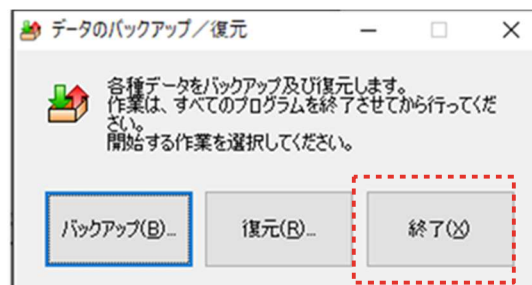 データのバックアップ／復元
各種データをバックアップ及び復元します。
作業は、すべてのプログラムを終了させてから行ってくだ
さい。
開始する作業を選択してください。
バックアップ(B)... 復元(R)... 終了(X)